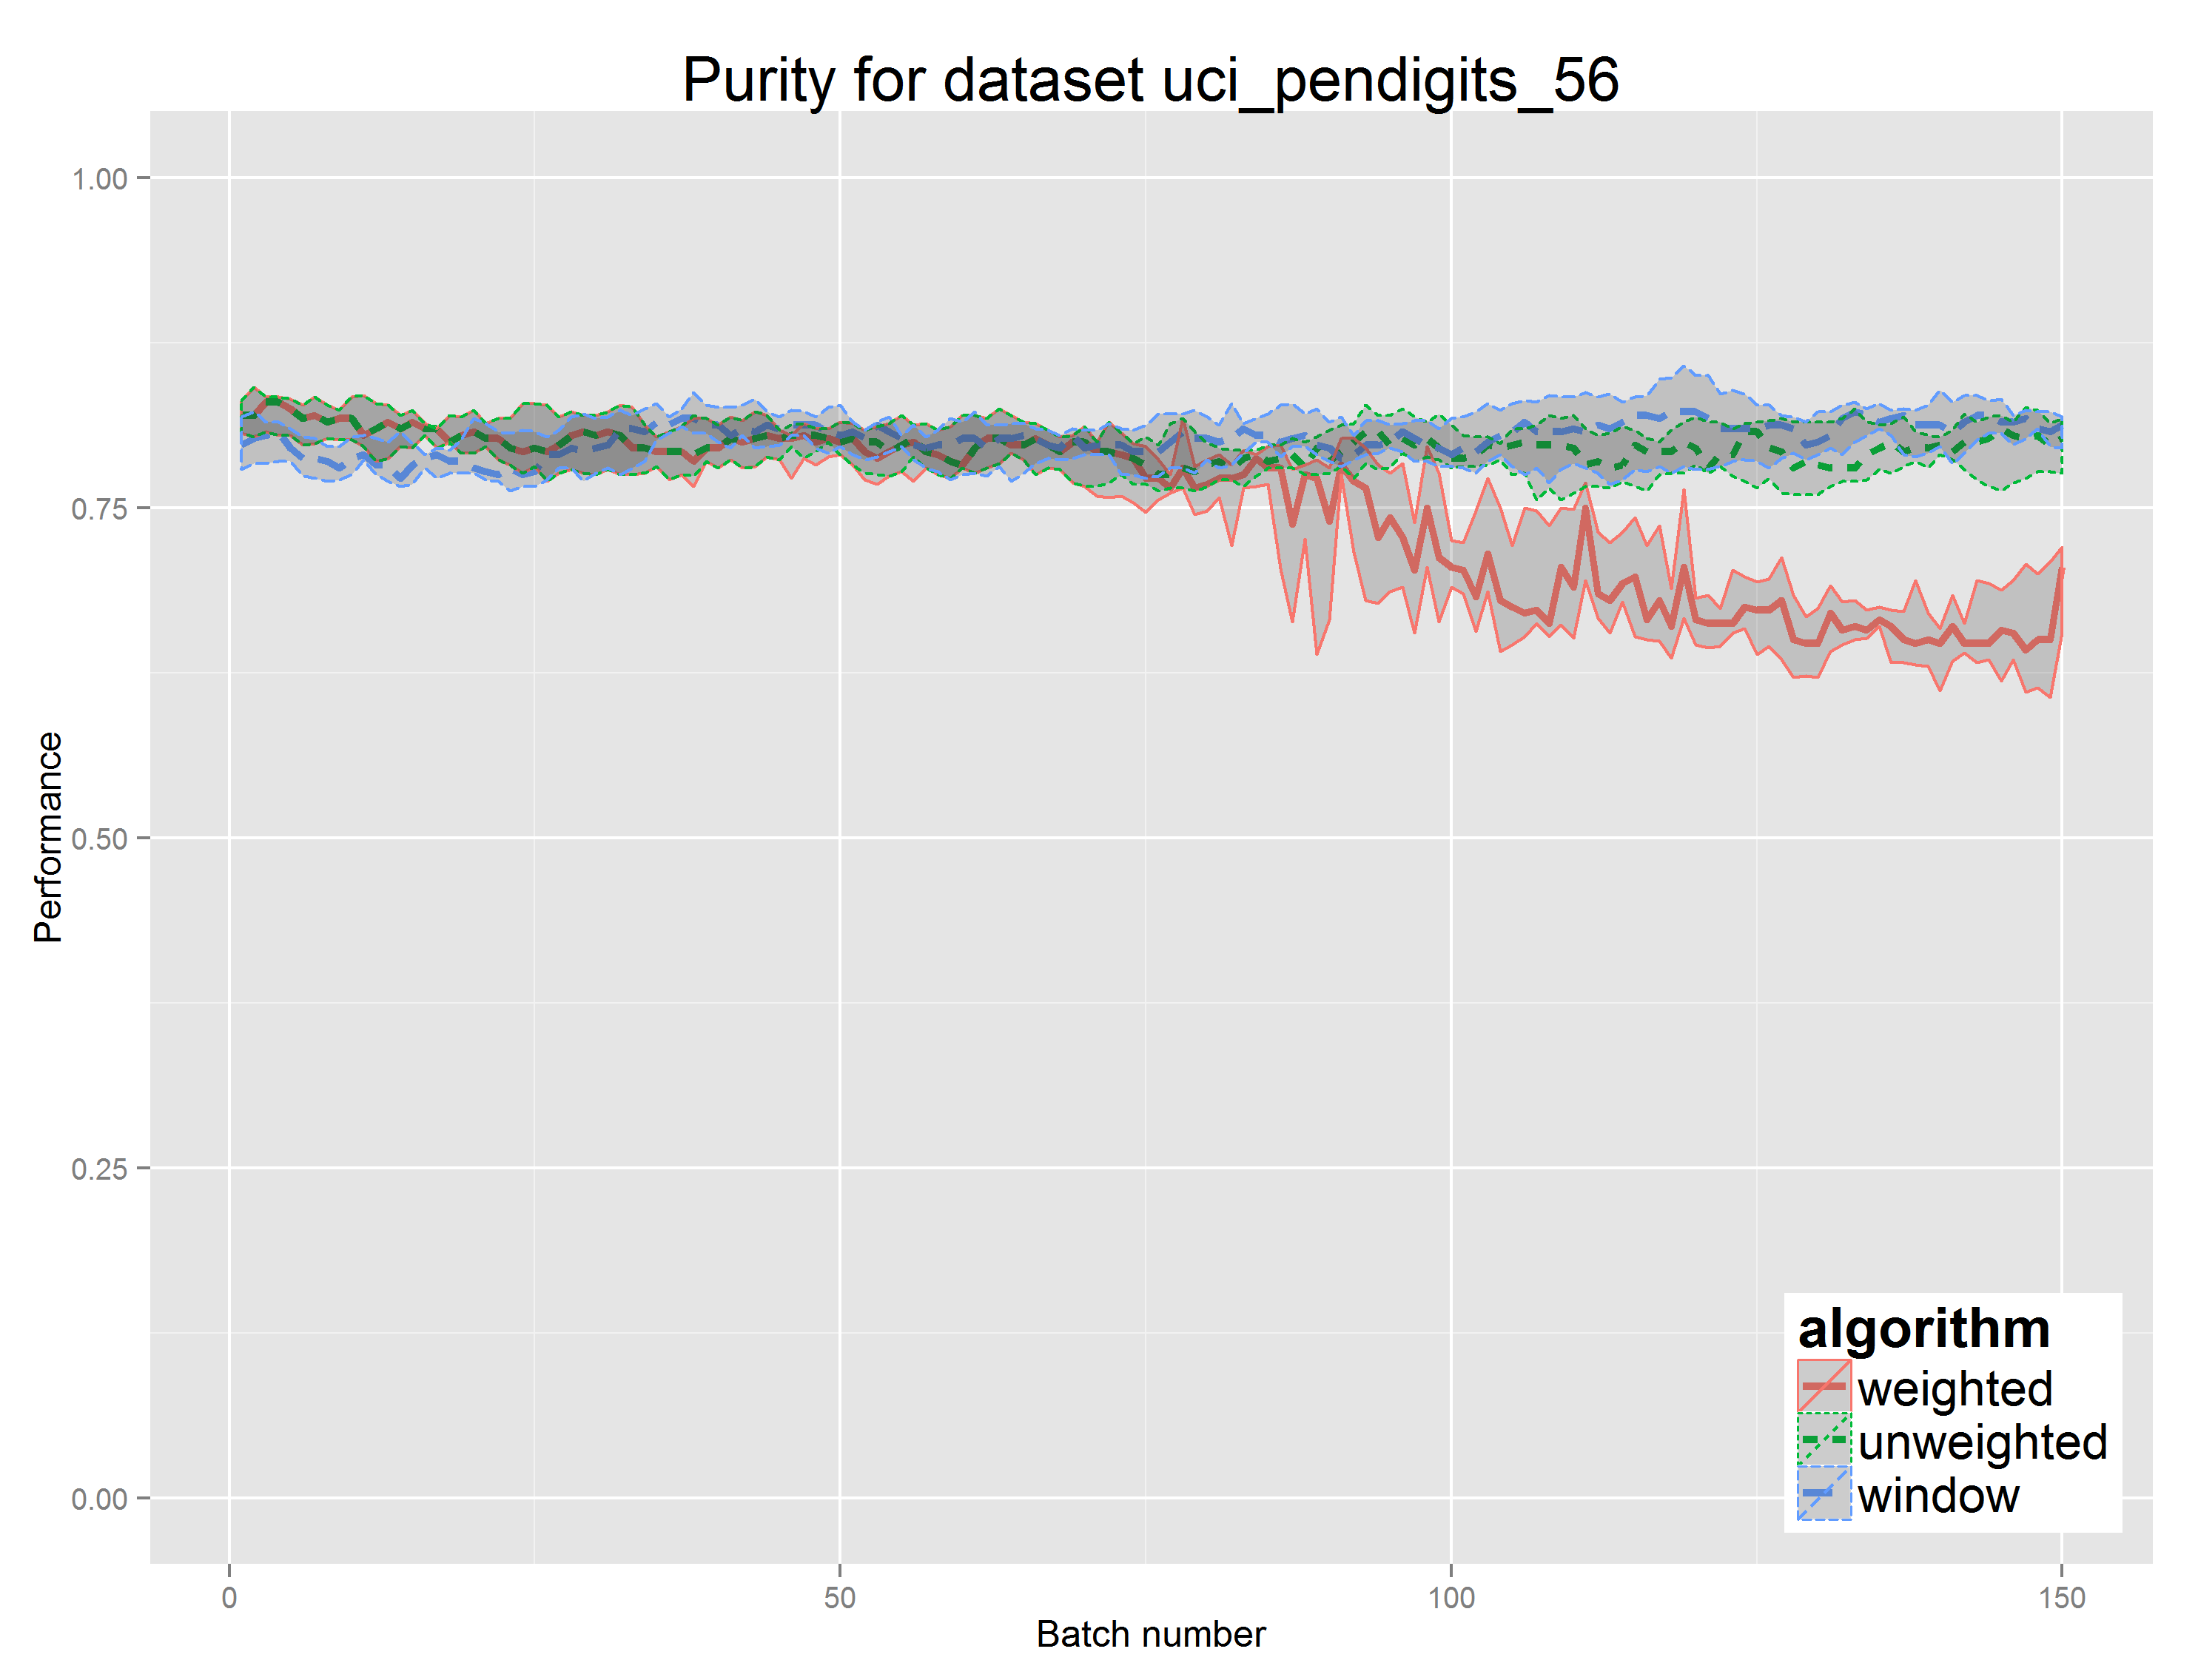 Purity for dataset uci_pendigits_56
1.00
0.75
0.50
0.25
0.00
Performance
0
50
100
150
Batch number
algorithm
weighted
unweighted
window